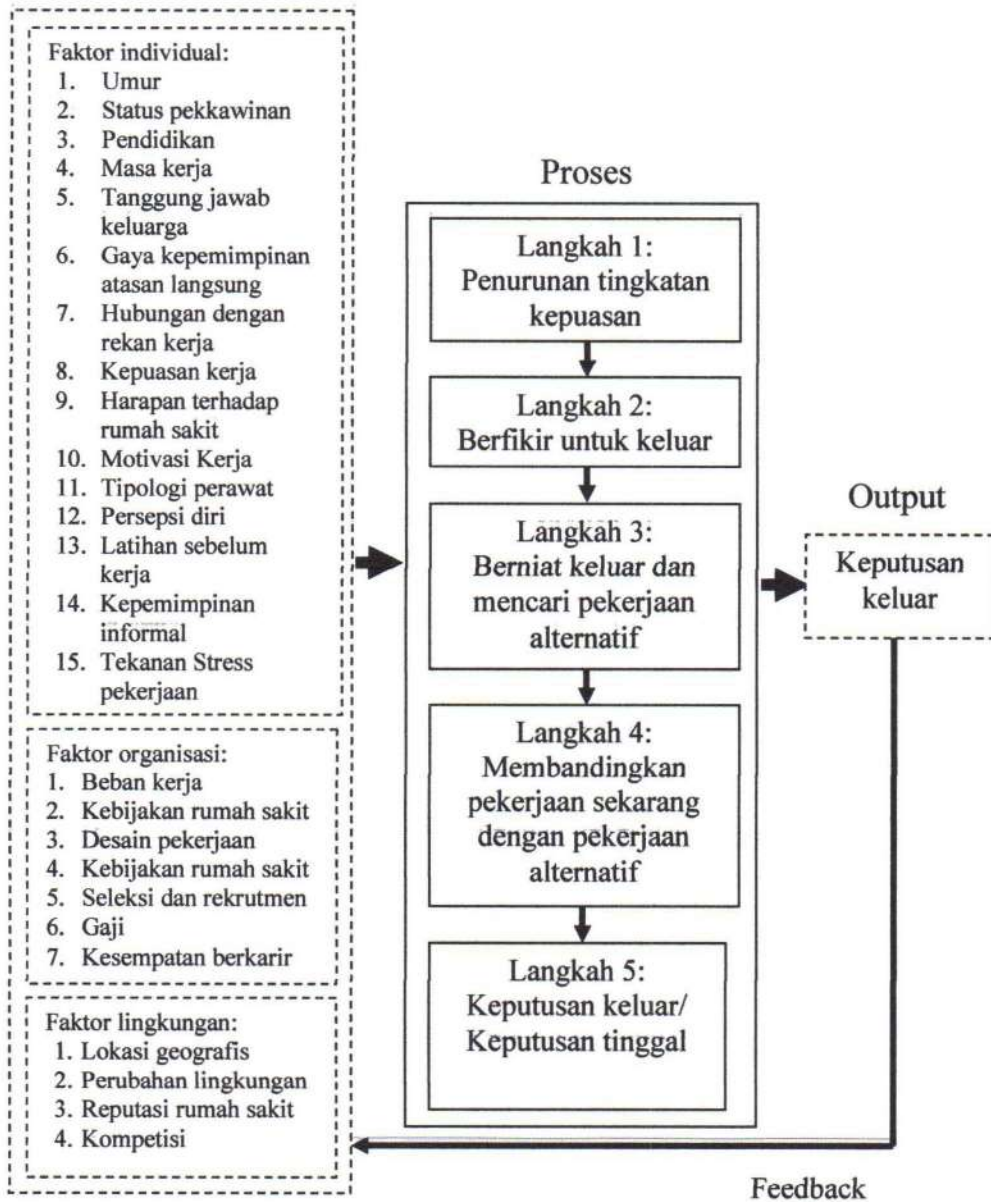 Faktor individual:
1. Umur
2. Status pekkawinan
3. Pendidikan
4. Masa kerja
5. Tanggung jawab
keluarga
6. Gaya kepemimpinan
atasan langsung
7. Hubungan dengan
rekan kerja
8. Kepuasan kerja
9. Harapan terhadap
rumah sakit
10. Motivasi Kerja
11. Tipologi perawat
12. Persepsi diri
13. Latihan sebelum
kerja
14. Kepemimpinan
informal
15. Tekanan Stress
pekerjaan
Faktor organisasi:
1. Beban kerja
2. Kebijakan rumah sakit
3. Desain pekerjaan
4. Kebijakan rumah sakit
5. Seleksi dan rekrutmen
6. Gaji
7. Kesempatan berkarir
Faktor lingkungan:
1. Lokasi geografis
2. Perubahan lingkungan
3. Reputasi rumah sakit
4. Kompetisi
Proses
Langkah 1:
Penurunan tingkatan
kepuasan
Langkah 2:
Berfikir untuk keluar
Langkah 3:
Berniat keluar dan
mencari pekerjaan
alternatif
Langkah 4:
Membandingkan
pekerjaan sekarang
dengan pekerjaan
alternatif
Langkah 5:
Keputusan keluar/
Keputusan tinggal
Output
Keputusan
keluar
Feedback